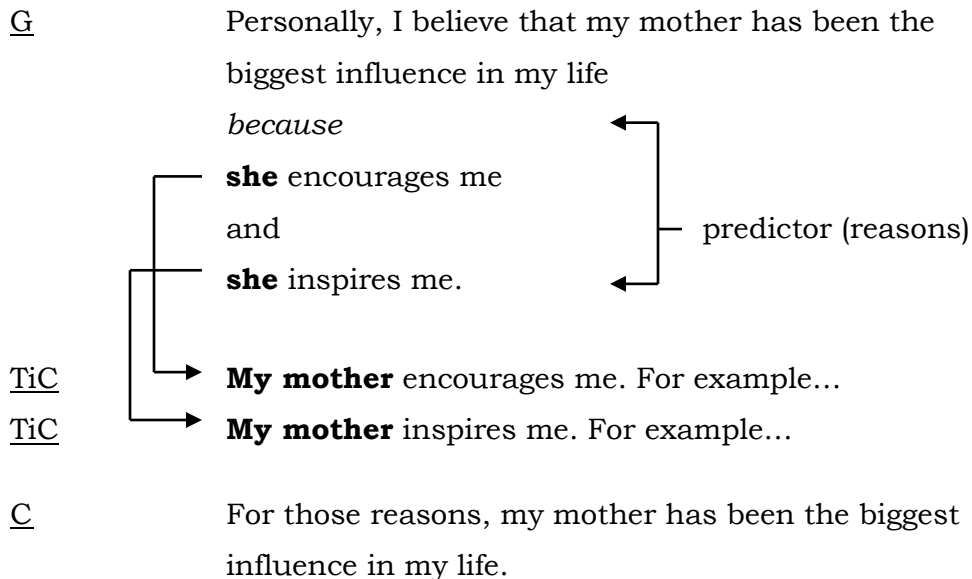 G Personally, I believe that my mother has been the
biggest influence in my life
because
she encourages me
and
predictor (reasons)
she inspires me.
TiC My mother encourages me. For example…
TiC My mother inspires me. For example…
C For those reasons, my mother has been the biggest
influence in my life.